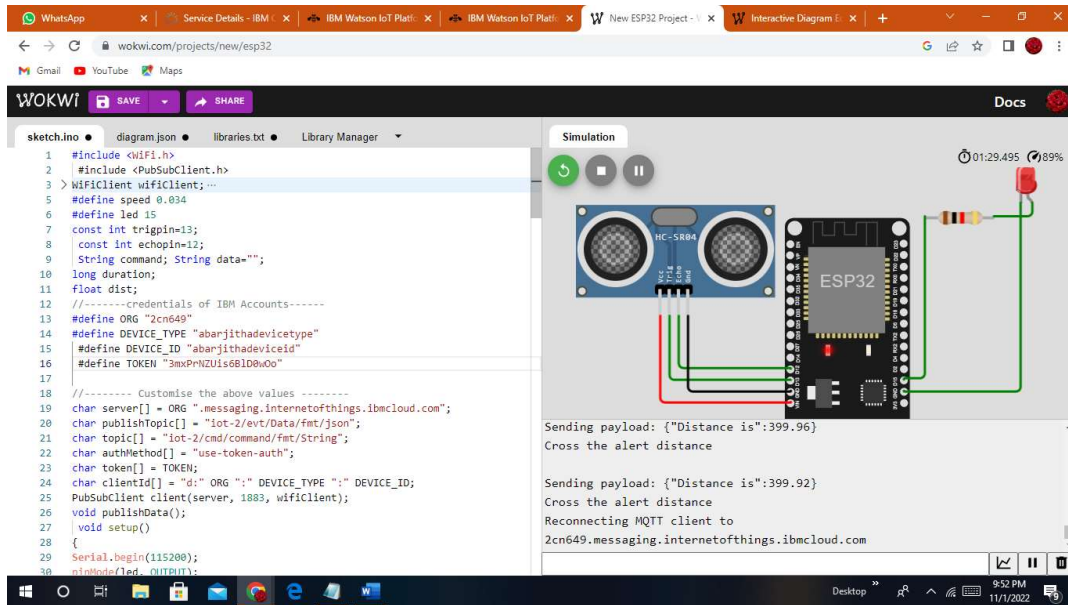 WhatsApp
Service Details - IBM C
IBM Watson IoT Platfo
IBM Watson IoT Platfo
New ESP32 Project - W
Interactive Diagram E
wokwi.com/projects/new/esp32
Gmail YouTube Maps
WOKWI SAVE SHARE Docs
sketch.ino diagram.json libraries.txt Library Manager
1 #include <WiFi.h>
2 #include <PubSubClient.h>
3 WiFiClient wifiClient;
5 #define speed 0.034
6 #define led 15
7 const int trigpin=13;
8 const int echopin=12;
9 String command; String data="";
10 long duration;
11 float dist;
12 //-------credentials of IBM Accounts------
13 #define ORG "2cn649"
14 #define DEVICE_TYPE "abarjithadevicetype"
15 #define DEVICE_ID "abarjithadeviceid"
16 #define TOKEN "3mxPrNZUis6BlD0wOo"
17
18 //-------- Customise the above values --------
19 char server[] = ORG ".messaging.internetofthings.ibmcloud.com";
20 char publishTopic[] = "iot-2/evt/Data/fmt/json";
21 char topic[] = "iot-2/cmd/command/fmt/String";
22 char authMethod[] = "use-token-auth";
23 char token[] = TOKEN;
24 char clientId[] = "d:" ORG ":" DEVICE_TYPE ":" DEVICE_ID;
25 PubSubClient client(server, 1883, wifiClient);
26 void publishData();
27 void setup()
28 {
29 Serial.begin(115200);
30 pinMode(led, OUTPUT);
Simulation
01:29.495 89%
HC-SR04
Vcc Trig Echo Gnd
ESP32
Sending payload: {"Distance is":399.96}
Cross the alert distance
Sending payload: {"Distance is":399.92}
Cross the alert distance
Reconnecting MQTT client to
2cn649.messaging.internetofthings.ibmcloud.com
Desktop
9:52 PM
11/1/2022